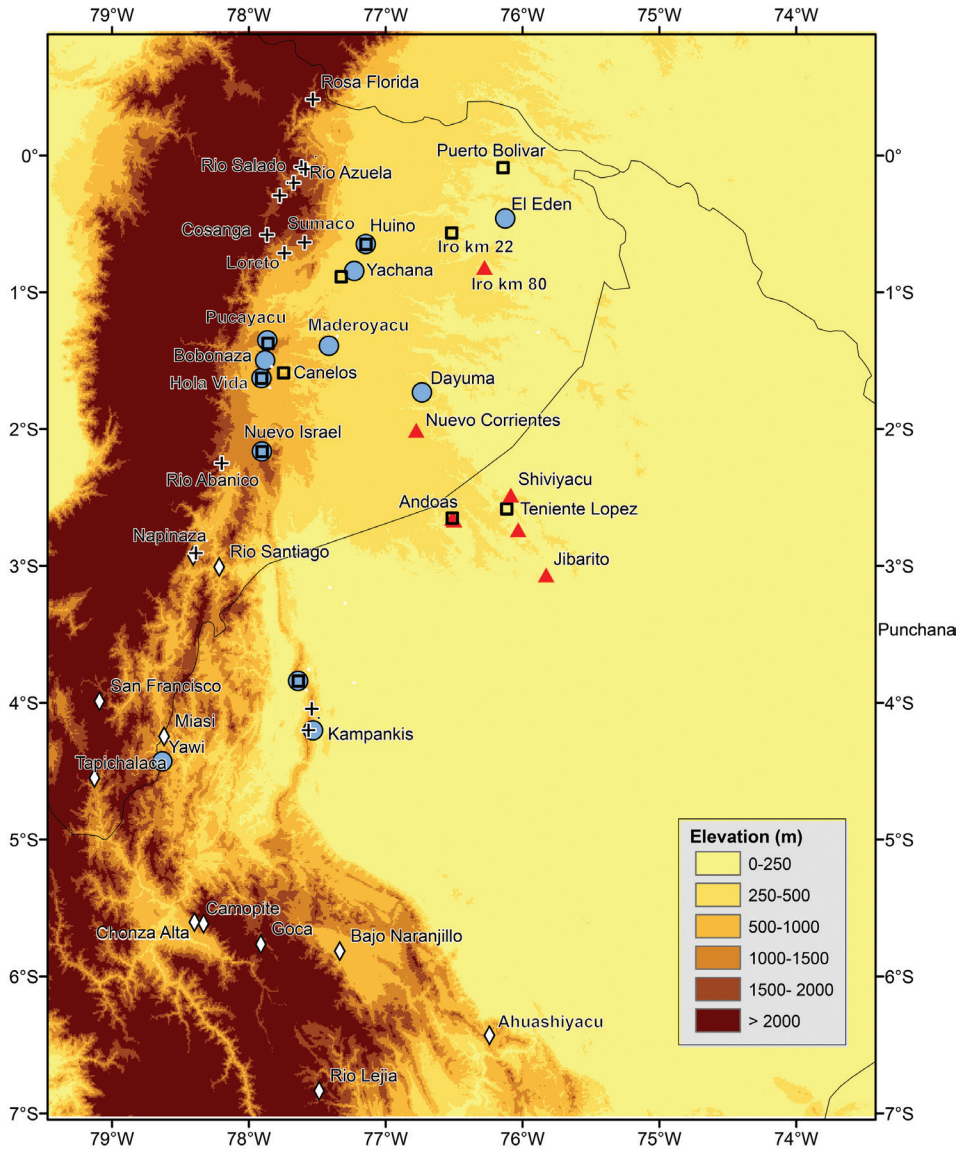 79°W 78°W 77°W 76°W 75°W 74°W
Rosa Florida
0° 0°
Puerto Bolivar
Rio Salado
Rio Azuela
El Eden
Cosanga
Sumaco
Huino
Iro km 22
Loreto
Yachana
Iro km 80
1°S 1°S
Pucayacu
Maderoyacu
Bobonaza
Canelos
Hola Vida
Dayuma
2°S 2°S
Nuevo Israel
Nuevo Corrientes
Rio Abanico
Shiviyacu
Andoas
Teniente Lopez
Napinaza
Rio Santiago
Jibarito
3°S 3°S
Punchana
San Francisco
4°S 4°S
Miasi
Kampankis
Yawi
Tapichalaca
5°S 5°S
Elevation (m)
0-250
250-500
500-1000
1000-1500
1500- 2000
> 2000
Camopite
Chonza Alta
Goca
Bajo Naranjillo
6°S 6°S
Ahuashiyacu
Rio Lejia
7°S 7°S
79°W 78°W 77°W 76°W 75°W 74°W